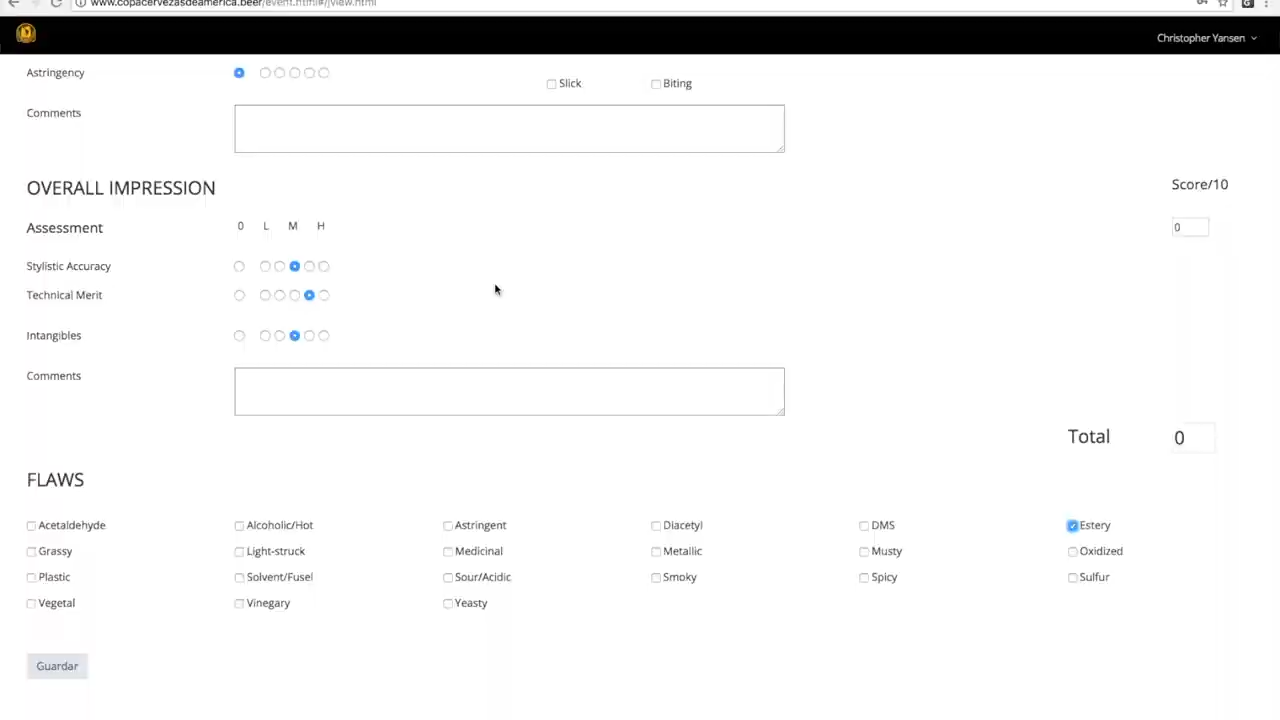 www.copacervezasdeamerica.beer/event.html#/jview.html
Christopher Yansen
Astringency
Slick Biting
Comments
OVERALL IMPRESSION Score/10
Assessment 0 L M H 0
Stylistic Accuracy
Technical Merit
Intangibles
Comments
Total 0
FLAWS
Acetaldehyde Alcoholic/Hot Astringent Diacetyl DMS Estery
Grassy Light-struck Medicinal Metallic Musty Oxidized
Plastic Solvent/Fusel Sour/Acidic Smoky Spicy Sulfur
Vegetal Vinegary Yeasty
Guardar